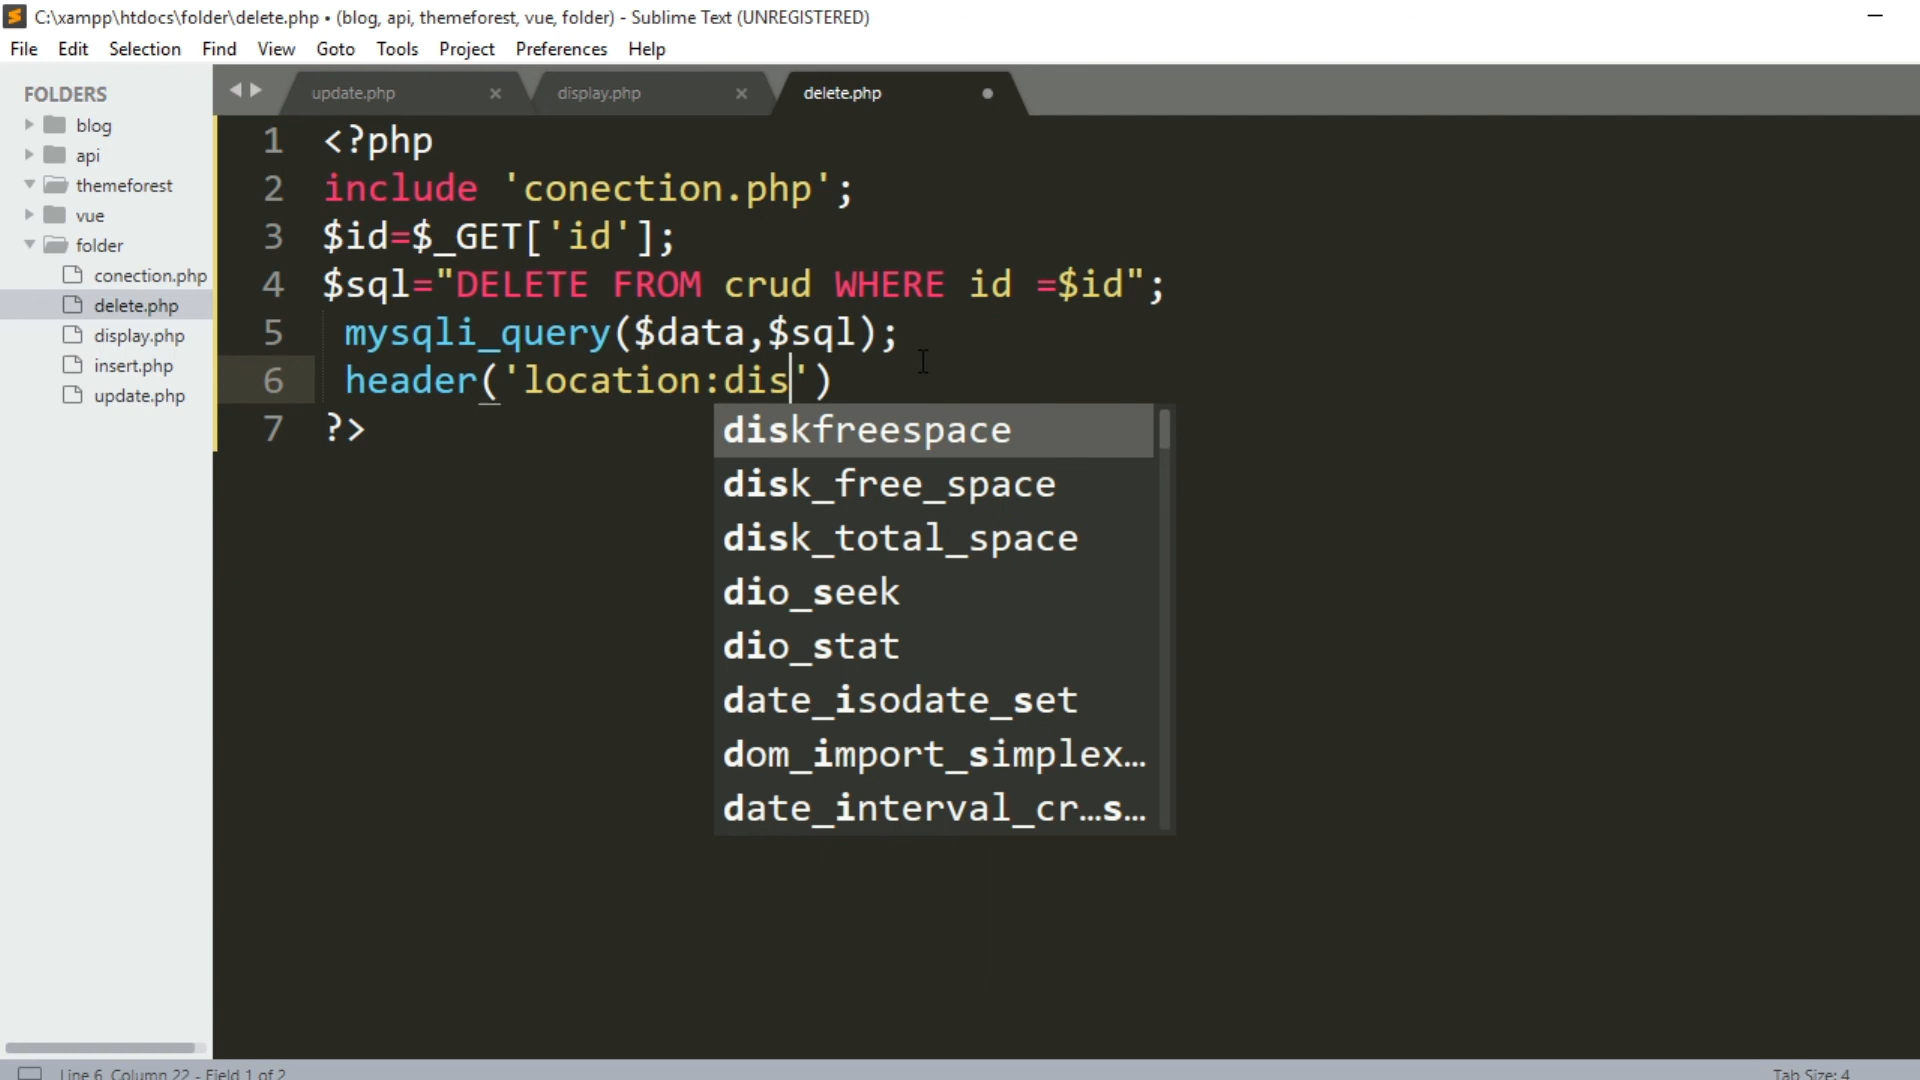 C:\xampp\htdocs\folder\delete.php • (blog, api, themeforest, vue, folder) - Sublime Text (UNREGISTERED)
File Edit Selection Find View Goto Tools Project Preferences Help
FOLDERS
blog
api
themeforest
vue
folder
conection.php
delete.php
display.php
insert.php
update.php
update.php × display.php × delete.php •
1 <?php
2 include 'conection.php';
3 $id=$_GET['id'];
4 $sql="DELETE FROM crud WHERE id =$id";
5 mysqli_query($data,$sql);
6 header('location:dis')
7 ?>
diskfreespace
disk_free_space
disk_total_space
dio_seek
dio_stat
date_isodate_set
dom_import_simplex…
date_interval_cr…s…
Line 6, Column 22 - Field 1 of 2
Tab Size: 4